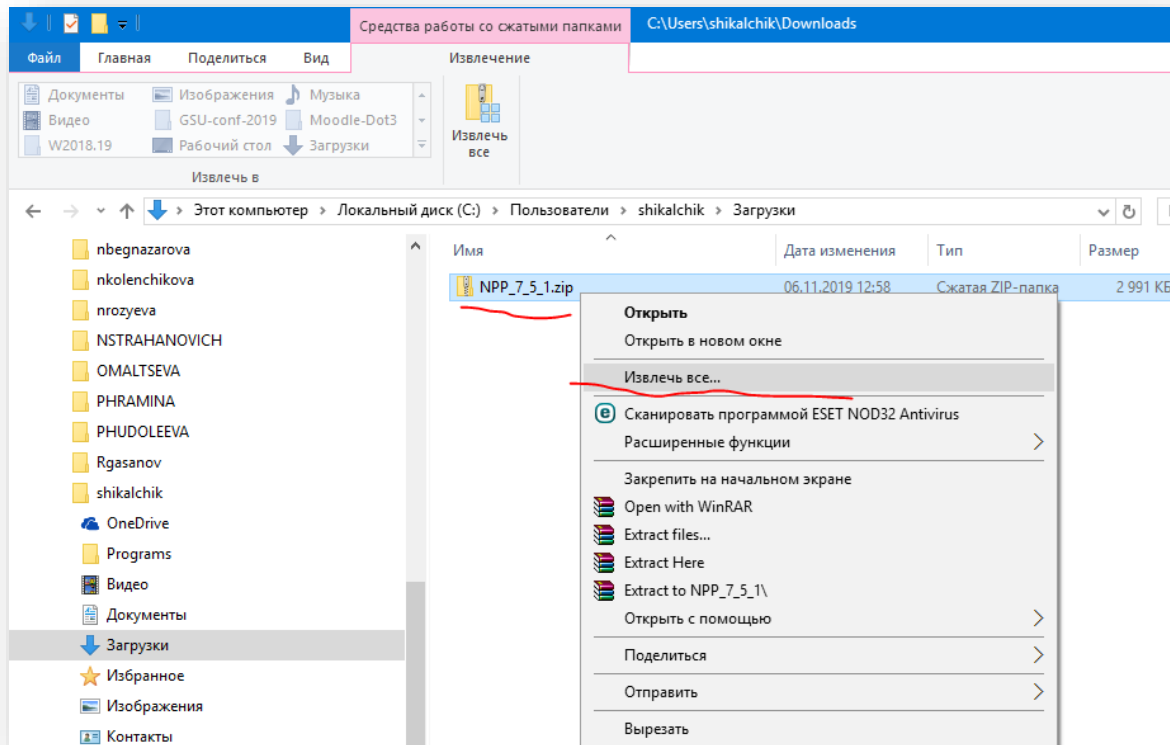 Средства работы со сжатыми папками
C:\Users\shikalchik\Downloads
Файл Главная Поделиться Вид Извлечение
Документы Изображения Музыка
Видео GSU-conf-2019 Moodle-Dot3
W2018.19 Рабочий стол Загрузки
Извлечь в
Извлечь
все
Этот компьютер › Локальный диск (C:) › Пользователи › shikalchik › Загрузки
Имя Дата изменения Тип Размер
NPP_7_5_1.zip 06.11.2019 12:58 Сжатая ZIP-папка 2 991 КБ
nbegnazarova
nkolenchikova
nrozyeva
NSTRAHANOVICH
OMALTSEVA
PHRAMINA
PHUDOLEEVA
Rgasanov
shikalchik
OneDrive
Programs
Видео
Документы
Загрузки
Избранное
Изображения
Контакты
Открыть
Открыть в новом окне
Извлечь все...
Сканировать программой ESET NOD32 Antivirus
Расширенные функции
Закрепить на начальном экране
Open with WinRAR
Extract files...
Extract Here
Extract to NPP_7_5_1\
Открыть с помощью
Поделиться
Отправить
Вырезать